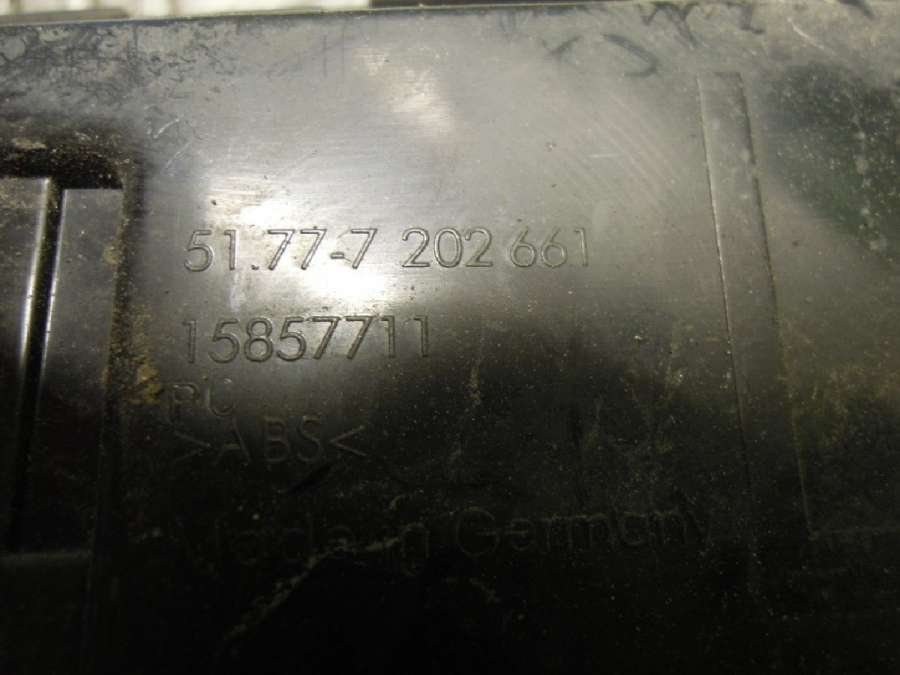 51.77-7 202 661
15857711
PC
>ABS<
Made in Germany